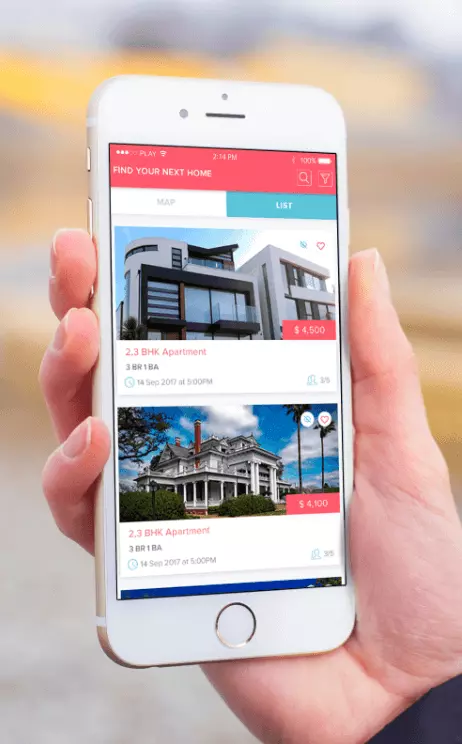 PLAY 2:14 PM 100%
FIND YOUR NEXT HOME
MAP LIST
$ 4,500
2,3 BHK Apartment
3 BR 1 BA
14 Sep 2017 at 5:00PM 3/5
$ 4,100
2,3 BHK Apartment
3 BR 1 BA
14 Sep 2017 at 5:00PM 3/5